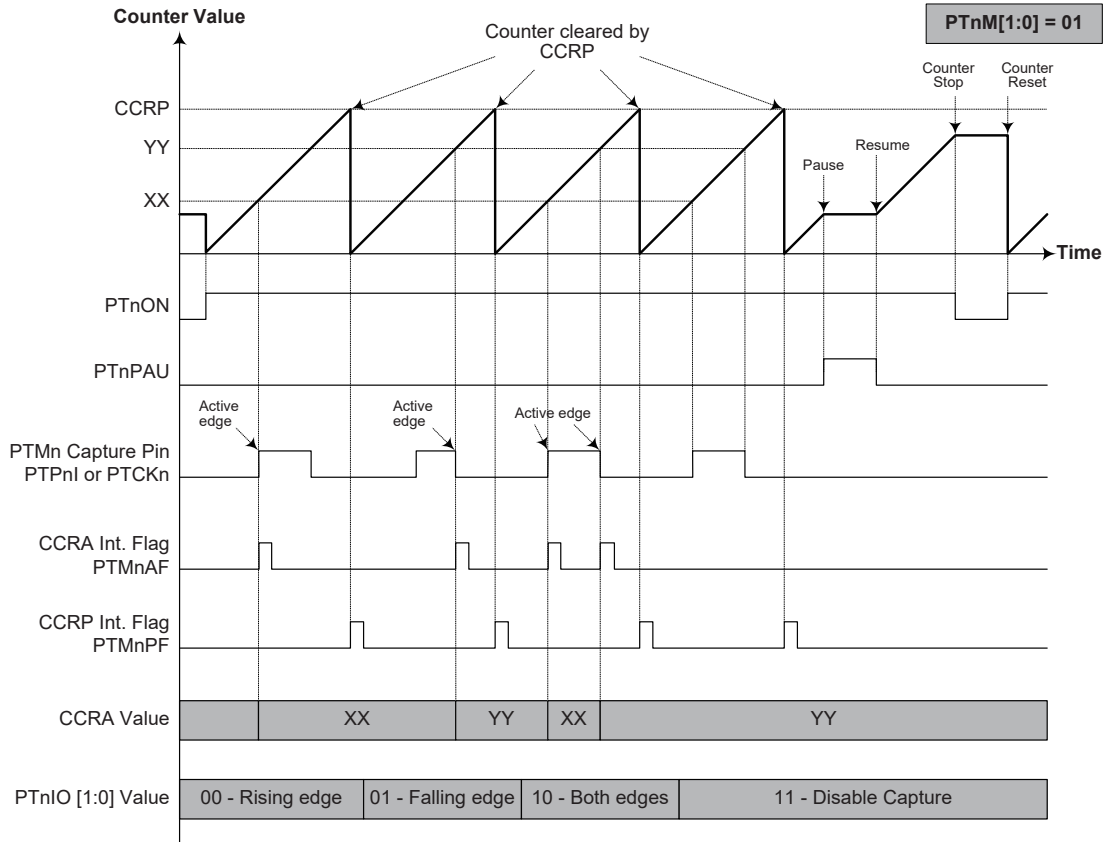 Counter Value
PTnM[1:0] = 01
Counter cleared by
CCRP
Counter
Stop
Counter
Reset
CCRP
YY
Resume
Pause
XX
Time
PTnON
PTnPAU
Active
edge
Active
edge
Active edge
PTMn Capture Pin
PTPnI or PTCKn
CCRA Int. Flag
PTMnAF
CCRP Int. Flag
PTMnPF
CCRA Value
XX
YY
XX
YY
PTnIO [1:0] Value
00 - Rising edge
01 - Falling edge
10 - Both edges
11 - Disable Capture